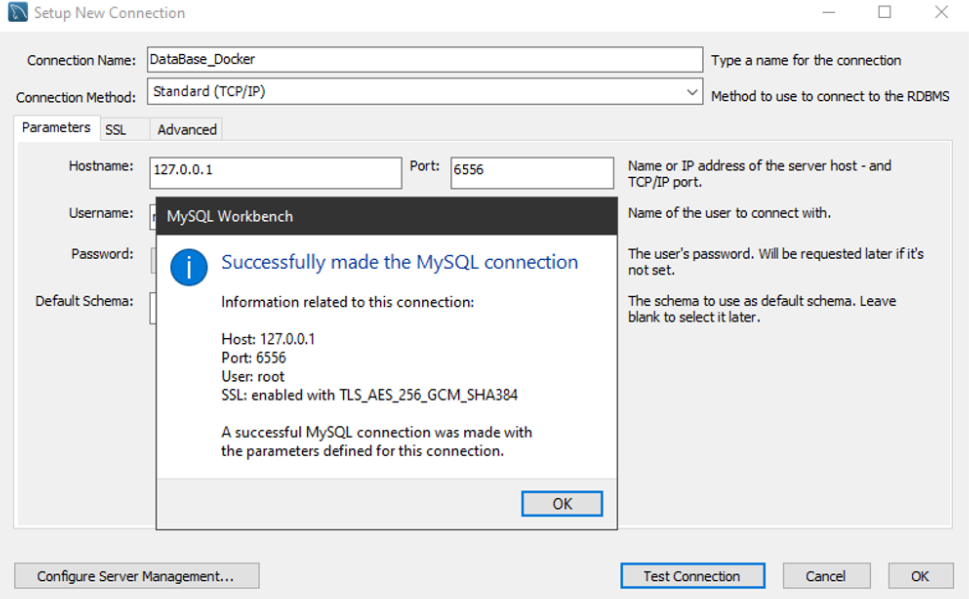 Setup New Connection
Connection Name: DataBase_Docker Type a name for the connection
Connection Method: Standard (TCP/IP) Method to use to connect to the RDBMS
Parameters SSL Advanced
Hostname: 127.0.0.1 Port: 6556 Name or IP address of the server host - and
TCP/IP port.
Username: Name of the user to connect with.
Password: The user's password. Will be requested later if it's
not set.
Default Schema: The schema to use as default schema. Leave
blank to select it later.
MySQL Workbench
Successfully made the MySQL connection
Information related to this connection:
Host: 127.0.0.1
Port: 6556
User: root
SSL: enabled with TLS_AES_256_GCM_SHA384
A successful MySQL connection was made with
the parameters defined for this connection.
OK
Configure Server Management... Test Connection Cancel OK